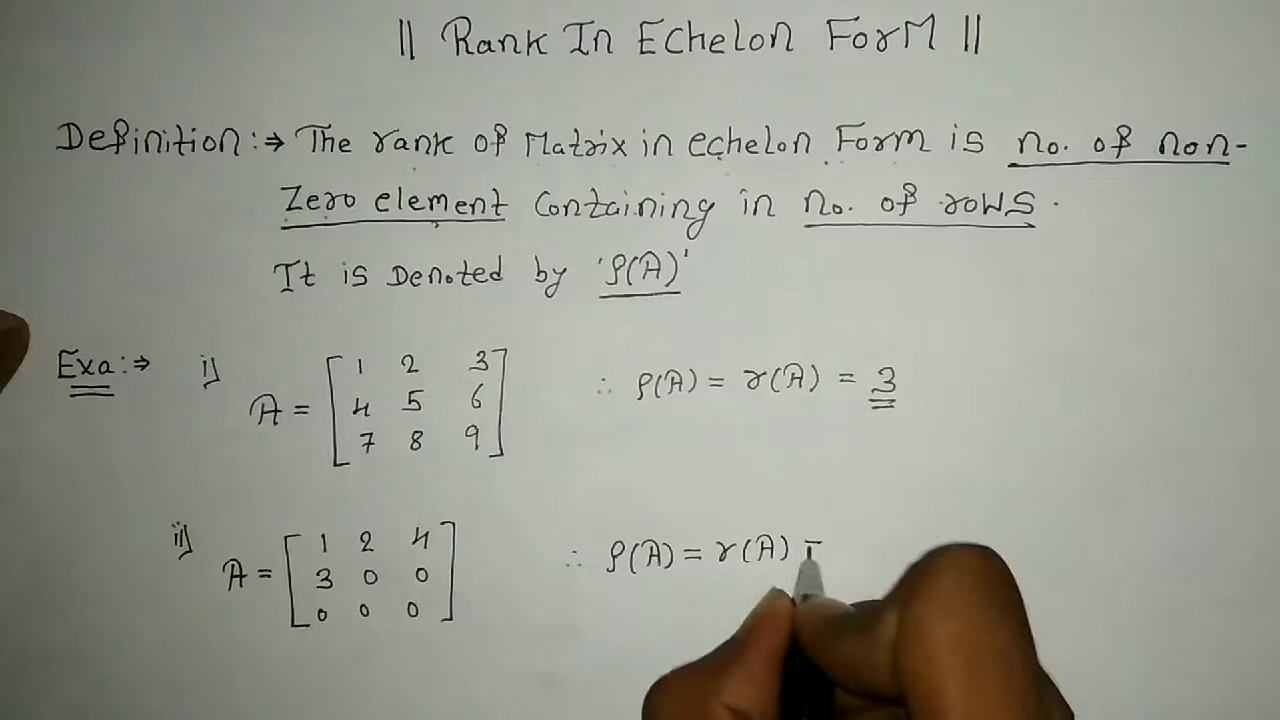 || Rank In Echelon Form ||
Definition :⇒ The rank of Matrix in echelon Form is no. of non-
Zero element containing in no. of rows.
It is Denoted by 'ρ(A)'
Exa :⇒ i) A = [1 2 3
4 5 6
7 8 9] ∴ ρ(A) = r(A) = 3
ii) A = [1 2 4
3 0 0
0 0 0] ∴ ρ(A) = r(A) -